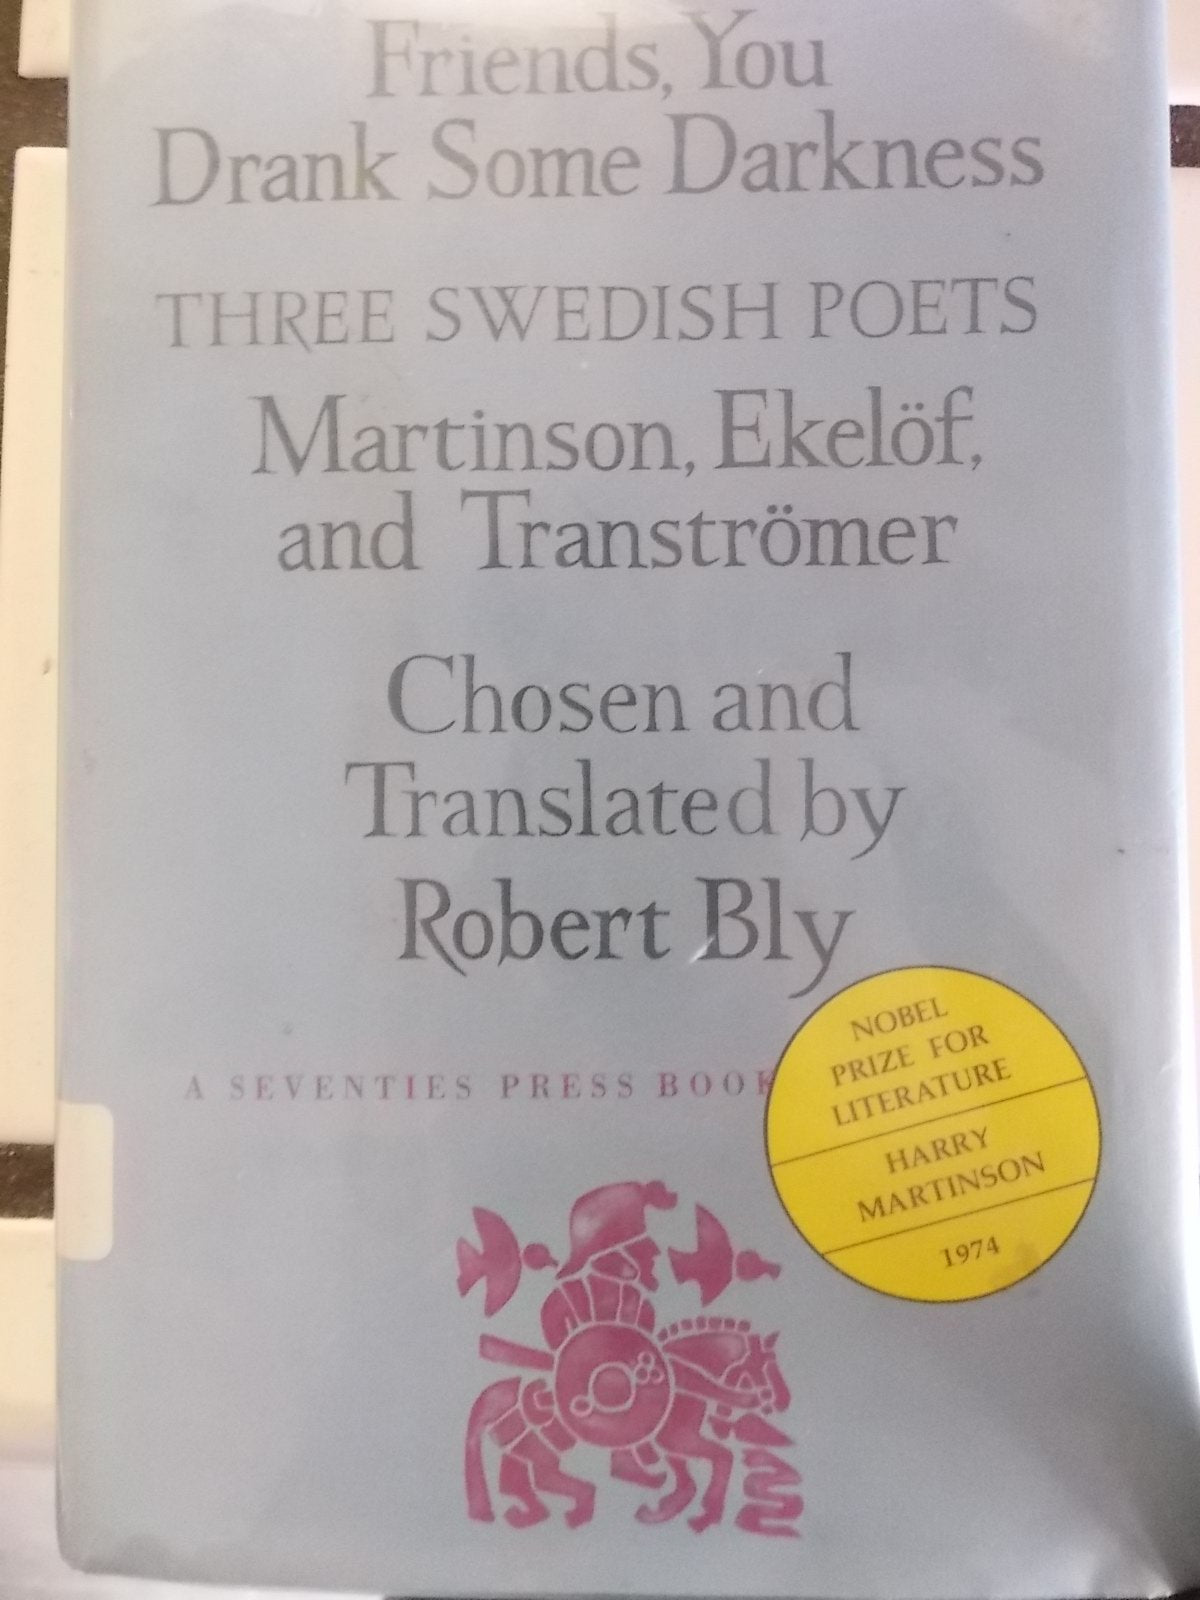 Friends, You
Drank Some Darkness
THREE SWEDISH POETS
Martinson, Ekelöf,
and Tranströmer
Chosen and
Translated by
Robert Bly
A SEVENTIES PRESS BOOK
NOBEL
PRIZE FOR
LITERATURE
HARRY
MARTINSON
1974